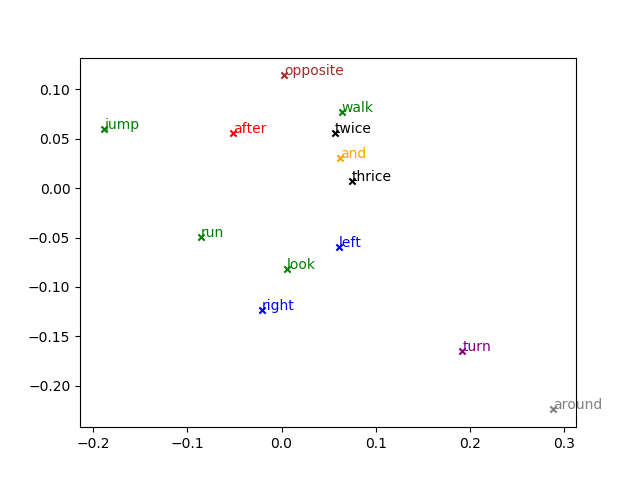 opposite
0.10
walk
jump
after
twice
0.05
and
thrice
0.00
run
left
−0.05
look
−0.10
right
turn
−0.15
around
−0.20
−0.2 −0.1 0.0 0.1 0.2 0.3